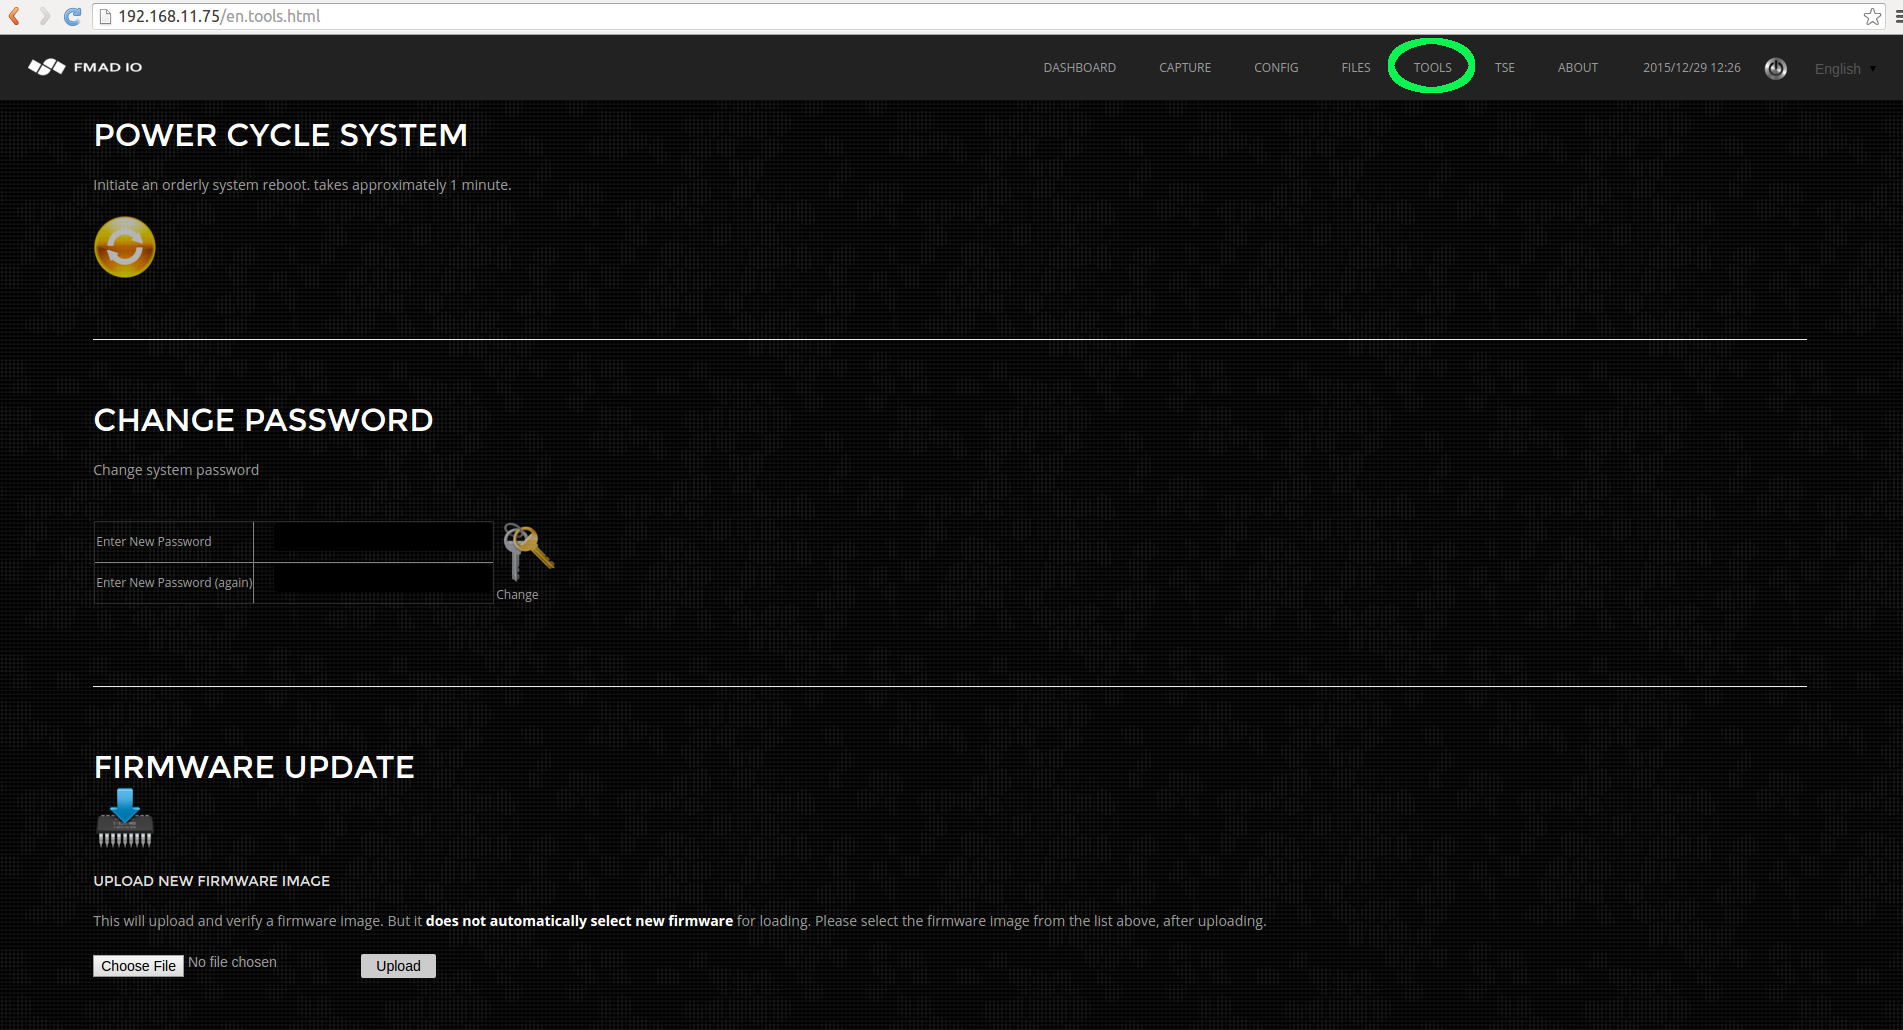 192.168.11.75/en.tools.html
FMAD IO
DASHBOARD CAPTURE CONFIG FILES TOOLS TSE ABOUT 2015/12/29 12:26 English
POWER CYCLE SYSTEM
Initiate an orderly system reboot. takes approximately 1 minute.
CHANGE PASSWORD
Change system password
Enter New Password
Enter New Password (again)
Change
FIRMWARE UPDATE
UPLOAD NEW FIRMWARE IMAGE
This will upload and verify a firmware image. But it does not automatically select new firmware for loading. Please select the firmware image from the list above, after uploading.
Choose File No file chosen Upload